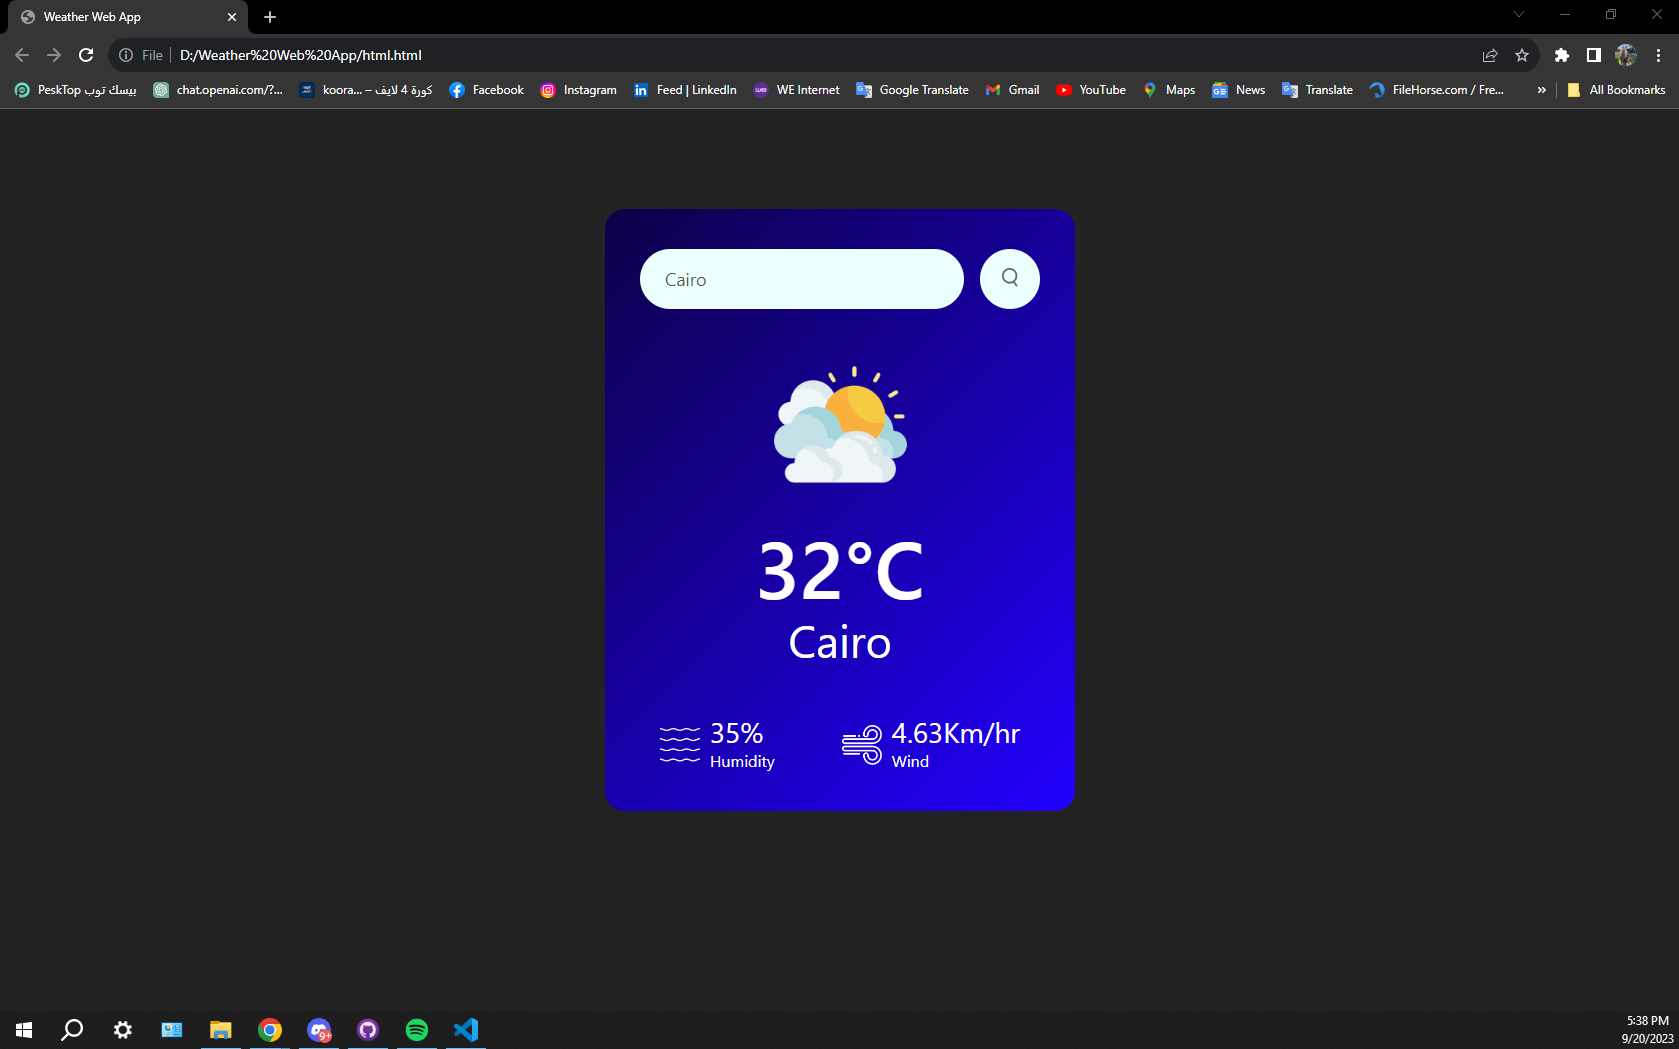 Weather Web App
File
D:/Weather%20Web%20App/html.html
PeskTop بيسك توب
chat.openai.com/?...
koora... – كورة 4 لايف
Facebook
Instagram
Feed | LinkedIn
WE Internet
Google Translate
Gmail
YouTube
Maps
News
Translate
FileHorse.com / Fre...
»
All Bookmarks
Cairo
32°C
Cairo
35%
Humidity
4.63Km/hr
Wind
9+
5:38 PM
9/20/2023